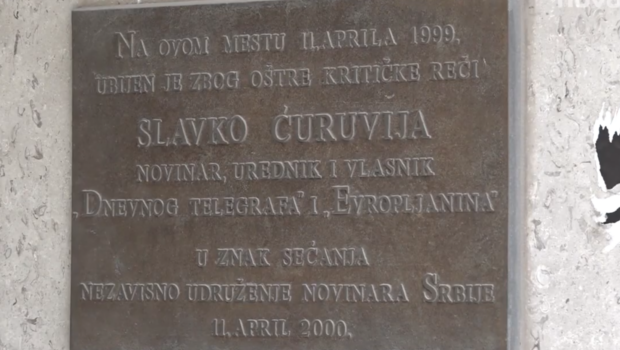 NA OVOM MESTU 11. APRILA 1999.
UBIJEN JE ZBOG OŠTRE KRITIČKE REČI
SLAVKO ĆURUVIJA
NOVINAR, UREDNIK I VLASNIK
„DNEVNOG TELEGRAFA” I „EVROPLJANINA”
U ZNAK SEĆANJA
NEZAVISNO UDRUŽENJE NOVINARA SRBIJE
11. APRIL 2000.